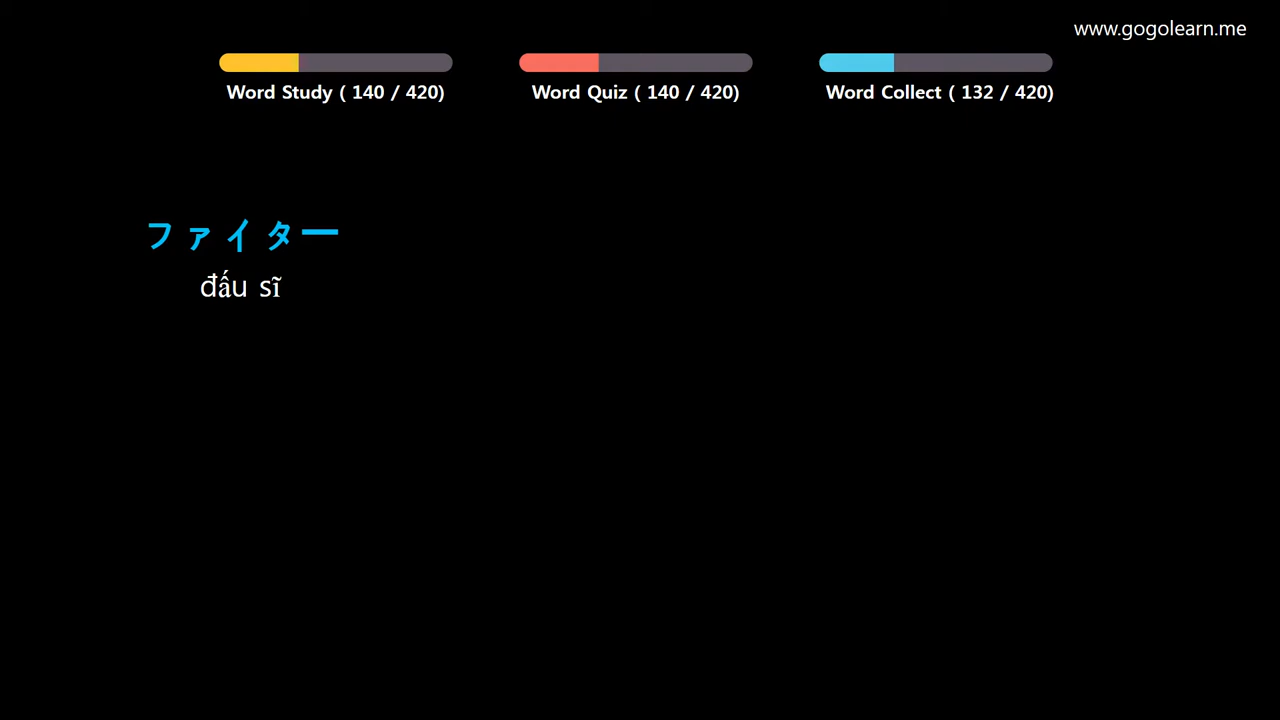 www.gogolearn.me
Word Study ( 140 / 420)
Word Quiz ( 140 / 420)
Word Collect ( 132 / 420)
ファイター
đấu sĩ